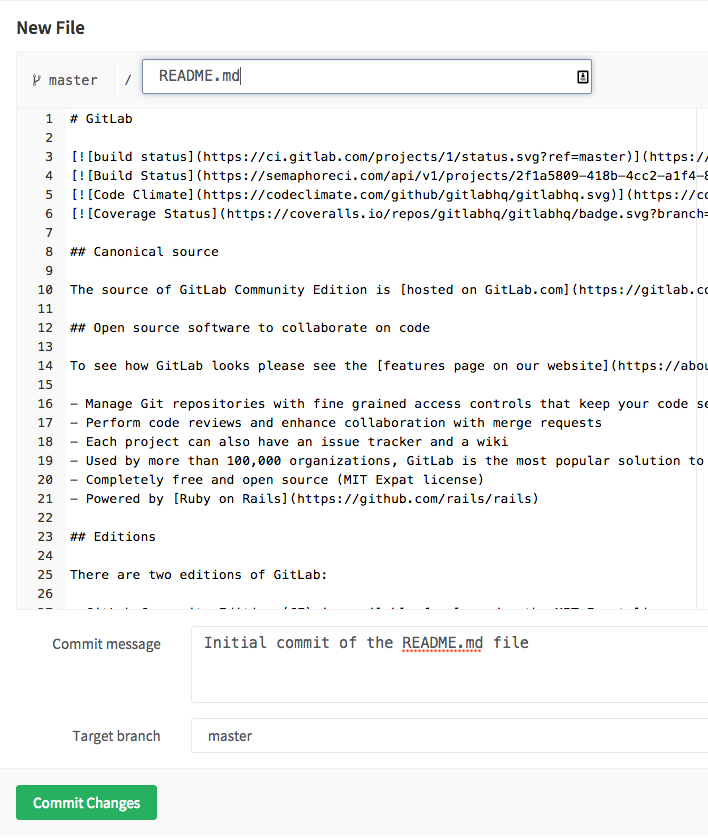 New File
master / README.md
1 # GitLab
2
3 [![build status](https://ci.gitlab.com/projects/1/status.svg?ref=master)](https:/
4 [![Build Status](https://semaphoreci.com/api/v1/projects/2f1a5809-418b-4cc2-a1f4-
5 [![Code Climate](https://codeclimate.com/github/gitlabhq/gitlabhq.svg)](https://co
6 [![Coverage Status](https://coveralls.io/repos/gitlabhq/gitlabhq/badge.svg?branch=
7
8 ## Canonical source
9
10 The source of GitLab Community Edition is [hosted on GitLab.com](https://gitlab.co
11
12 ## Open source software to collaborate on code
13
14 To see how GitLab looks please see the [features page on our website](https://abou
15
16 - Manage Git repositories with fine grained access controls that keep your code se
17 - Perform code reviews and enhance collaboration with merge requests
18 - Each project can also have an issue tracker and a wiki
19 - Used by more than 100,000 organizations, GitLab is the most popular solution to
20 - Completely free and open source (MIT Expat license)
21 - Powered by [Ruby on Rails](https://github.com/rails/rails)
22
23 ## Editions
24
25 There are two editions of GitLab:
26
Commit message Initial commit of the README.md file
Target branch master
Commit Changes